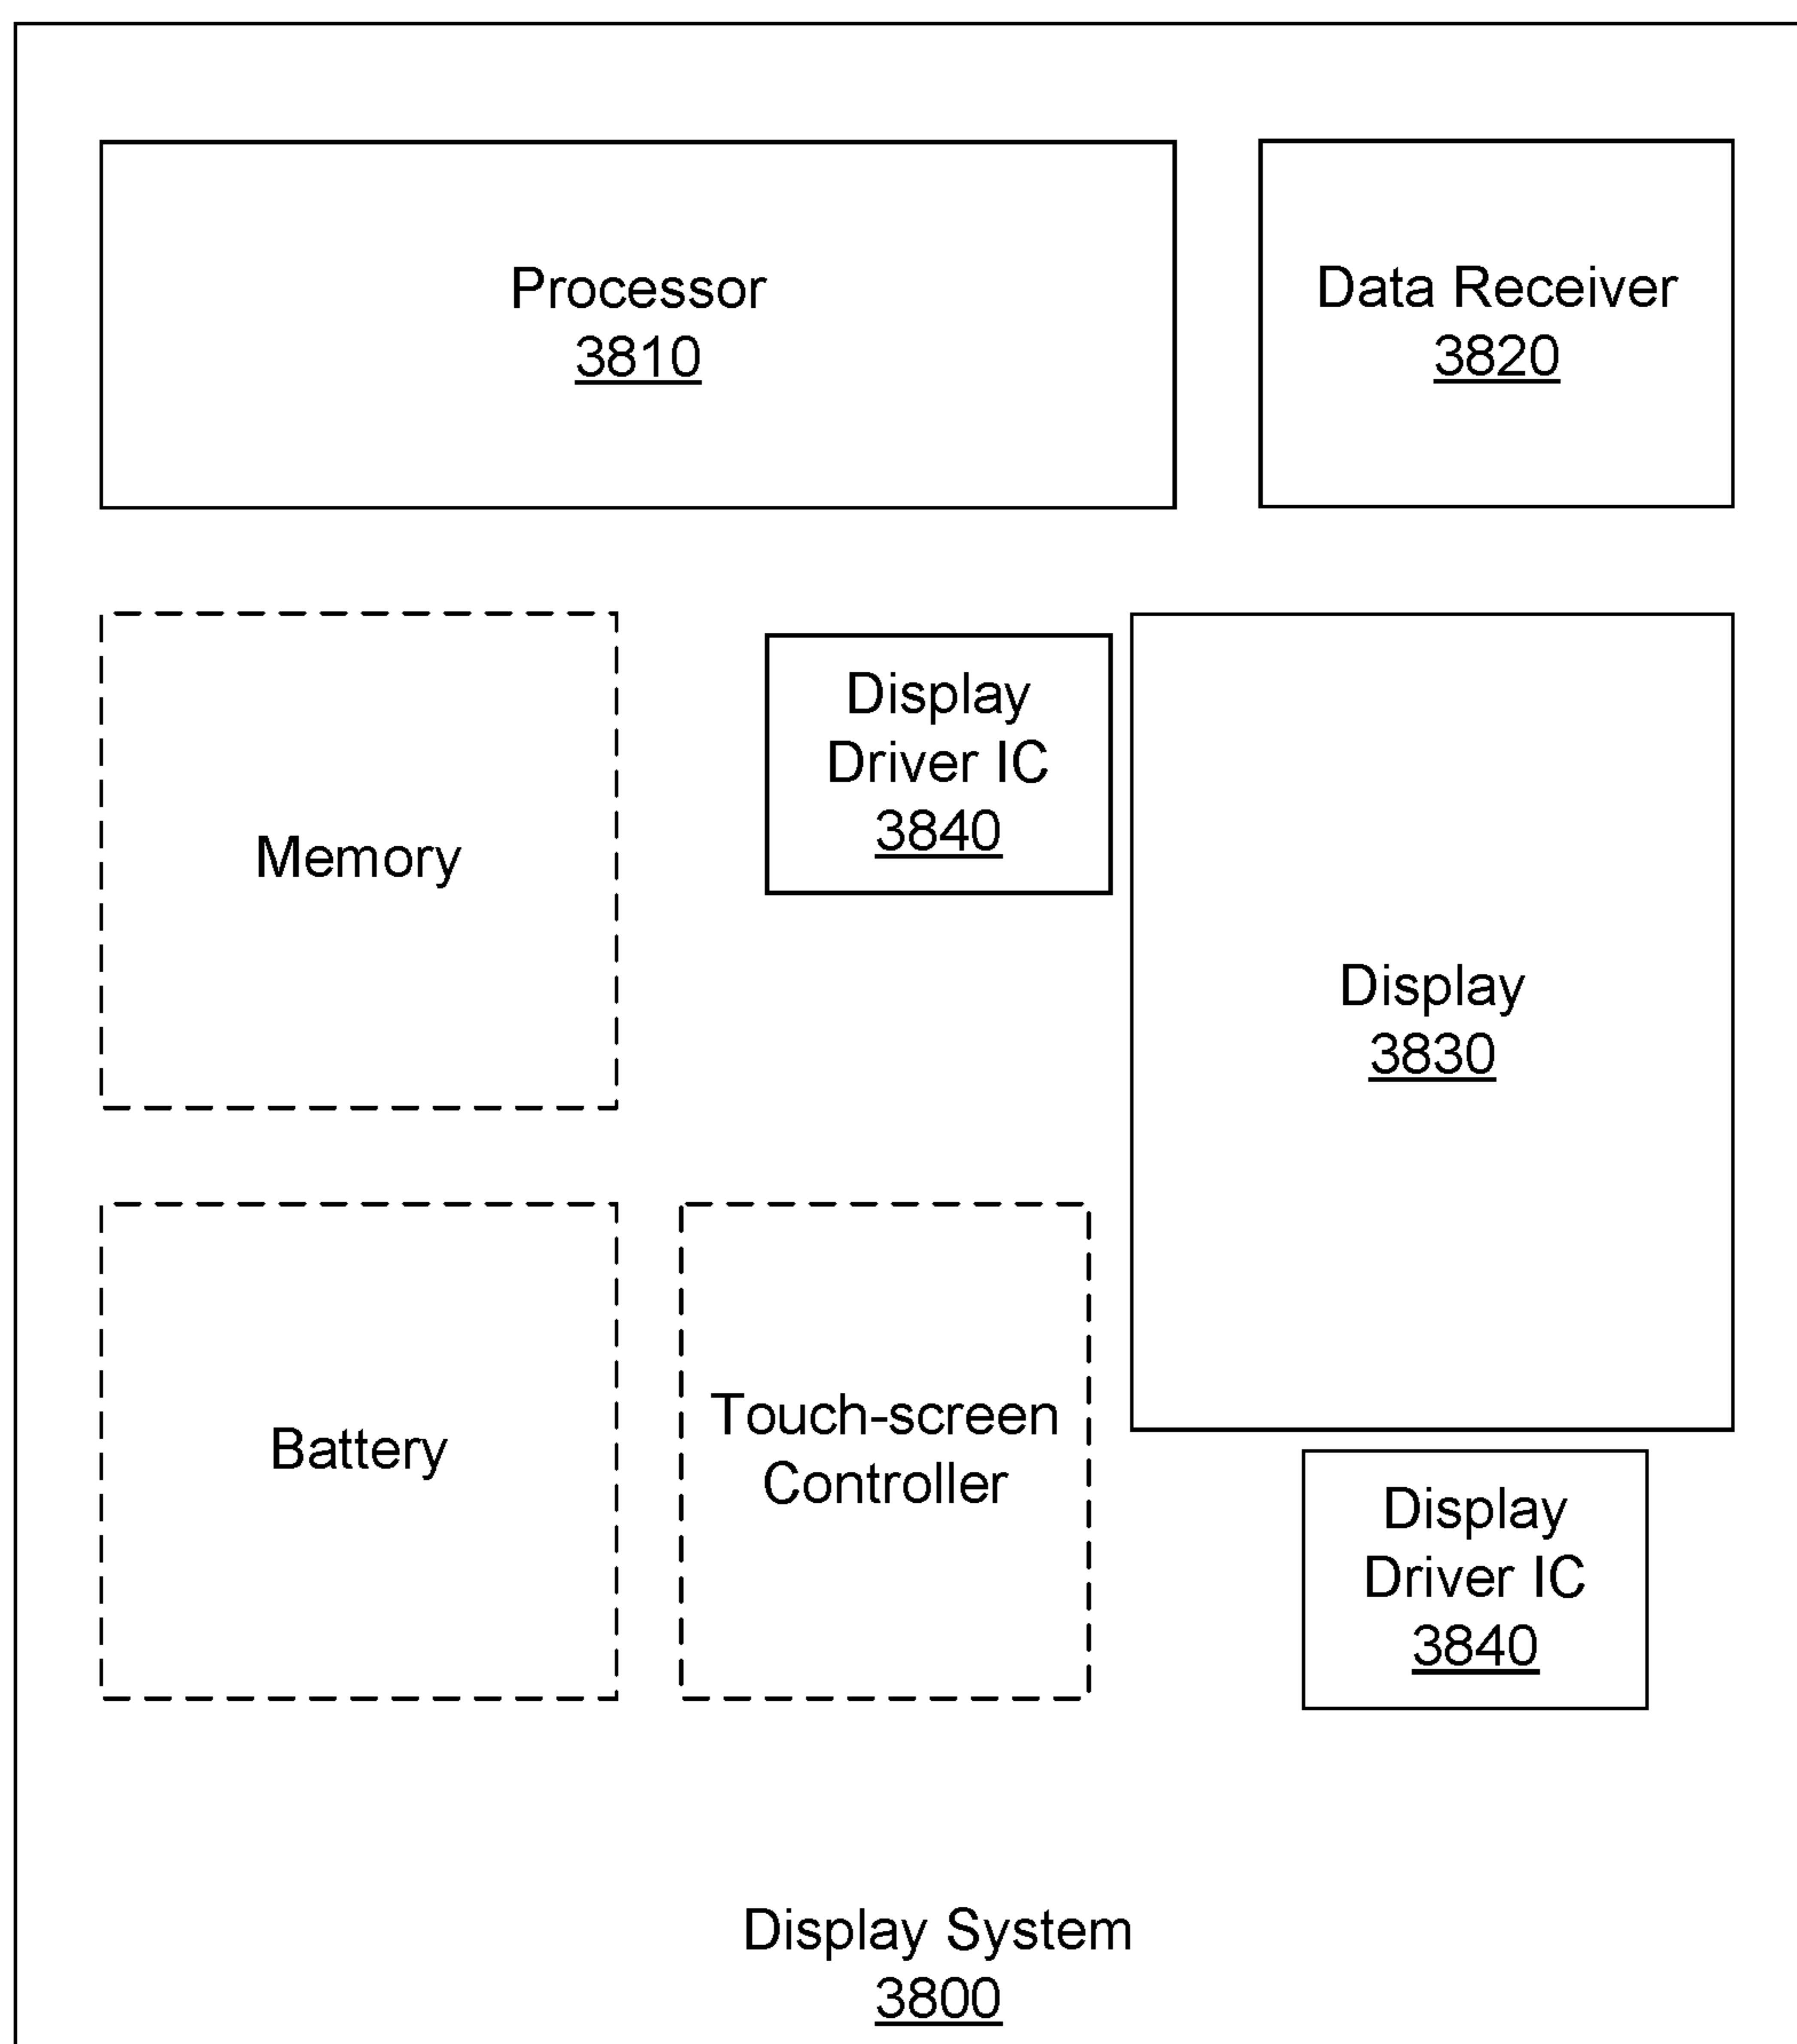 Processor
3810
Data Receiver
3820
Memory
Display
Driver IC
3840
Display
3830
Battery
Touch-screen
Controller
Display
Driver IC
3840
Display System
3800